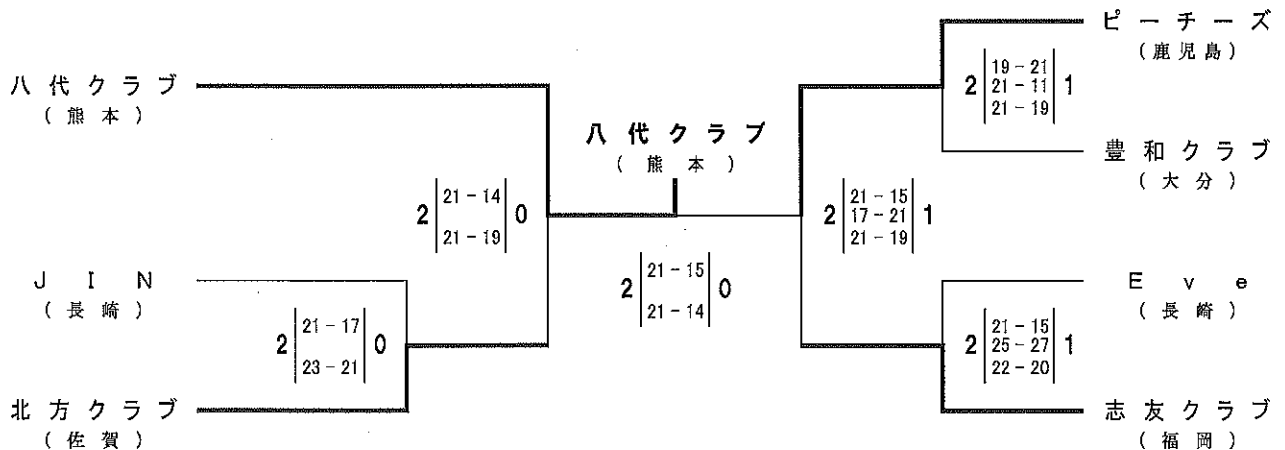 ピーチーズ
(鹿児島)
2 19-21 1
21-11
21-19
豊和クラブ
(大分)
八代クラブ
(熊本)
八代クラブ
(熊本)
2 21-14 0
21-19
2 21-15 1
17-21
21-19
2 21-15 0
21-14
JIN
(長崎)
2 21-17 0
23-21
北方クラブ
(佐賀)
Eve
(長崎)
2 21-15 1
25-27
22-20
志友クラブ
(福岡)